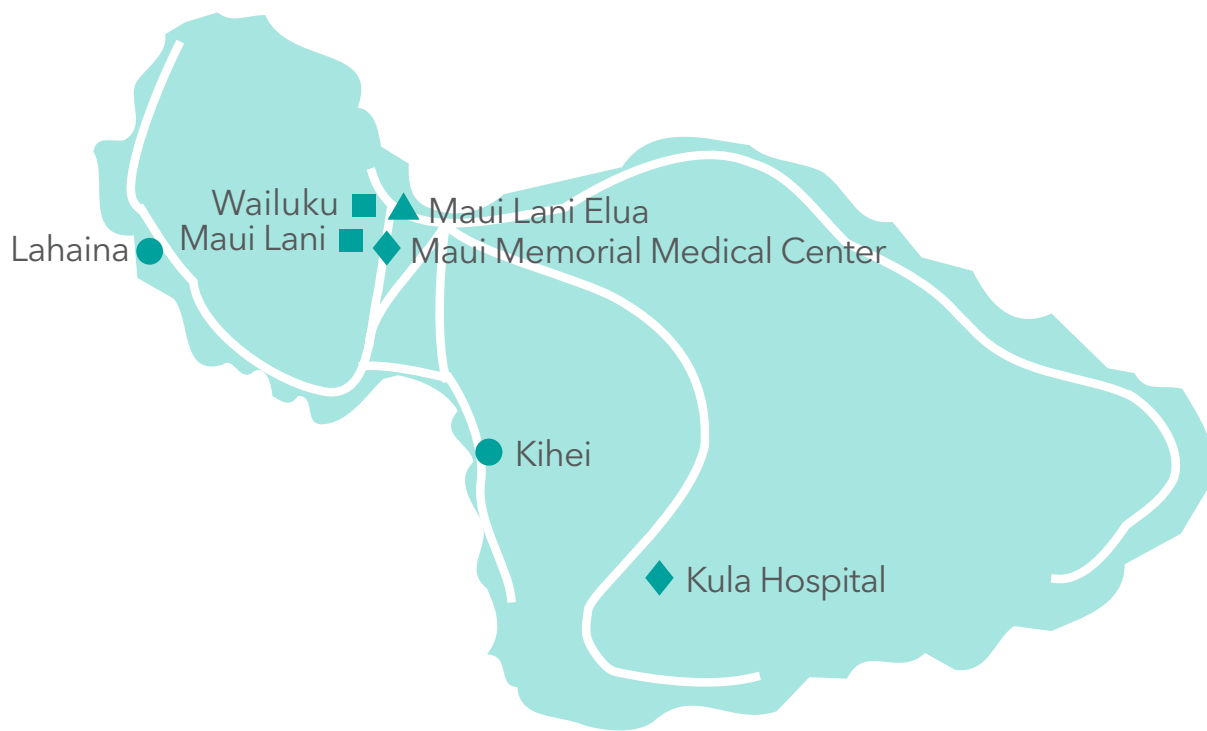 Wailuku
Maui Lani Elua
Maui Lani
Lahaina
Maui Memorial Medical Center
Kihei
Kula Hospital